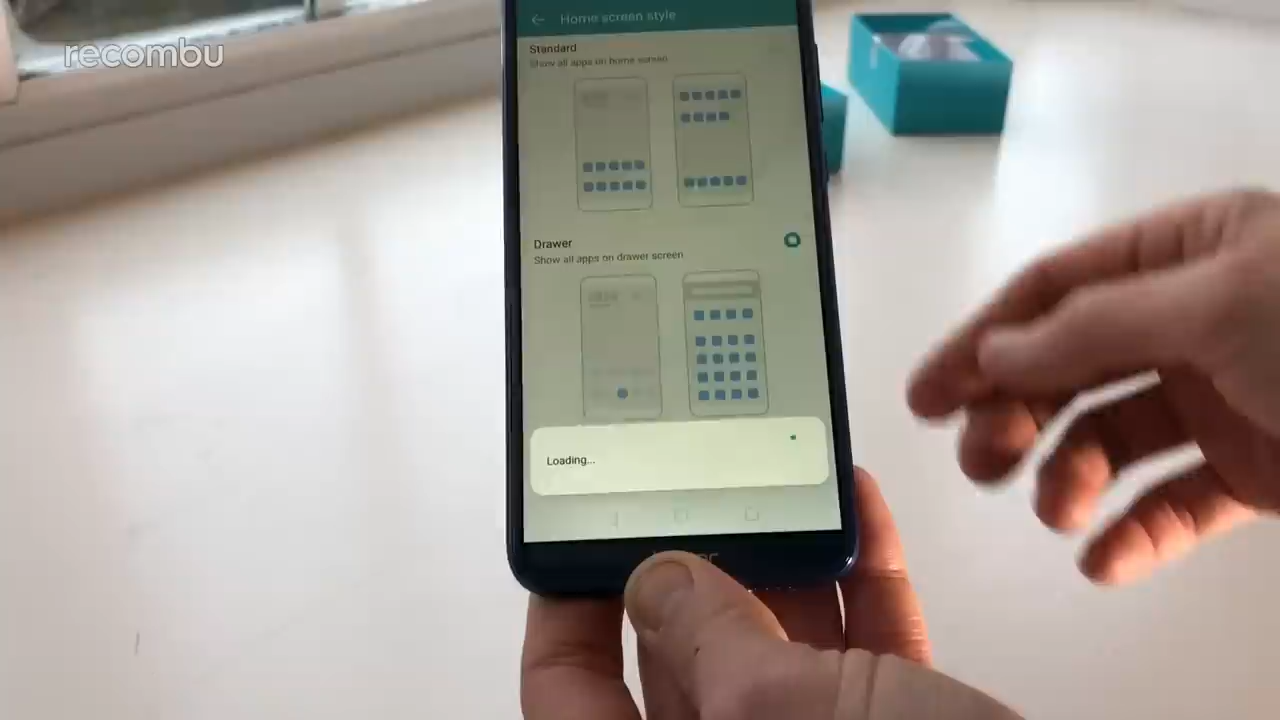 recombu
Home screen style
Standard
Show all apps on home screen
Drawer
Show all apps on drawer screen
Loading...